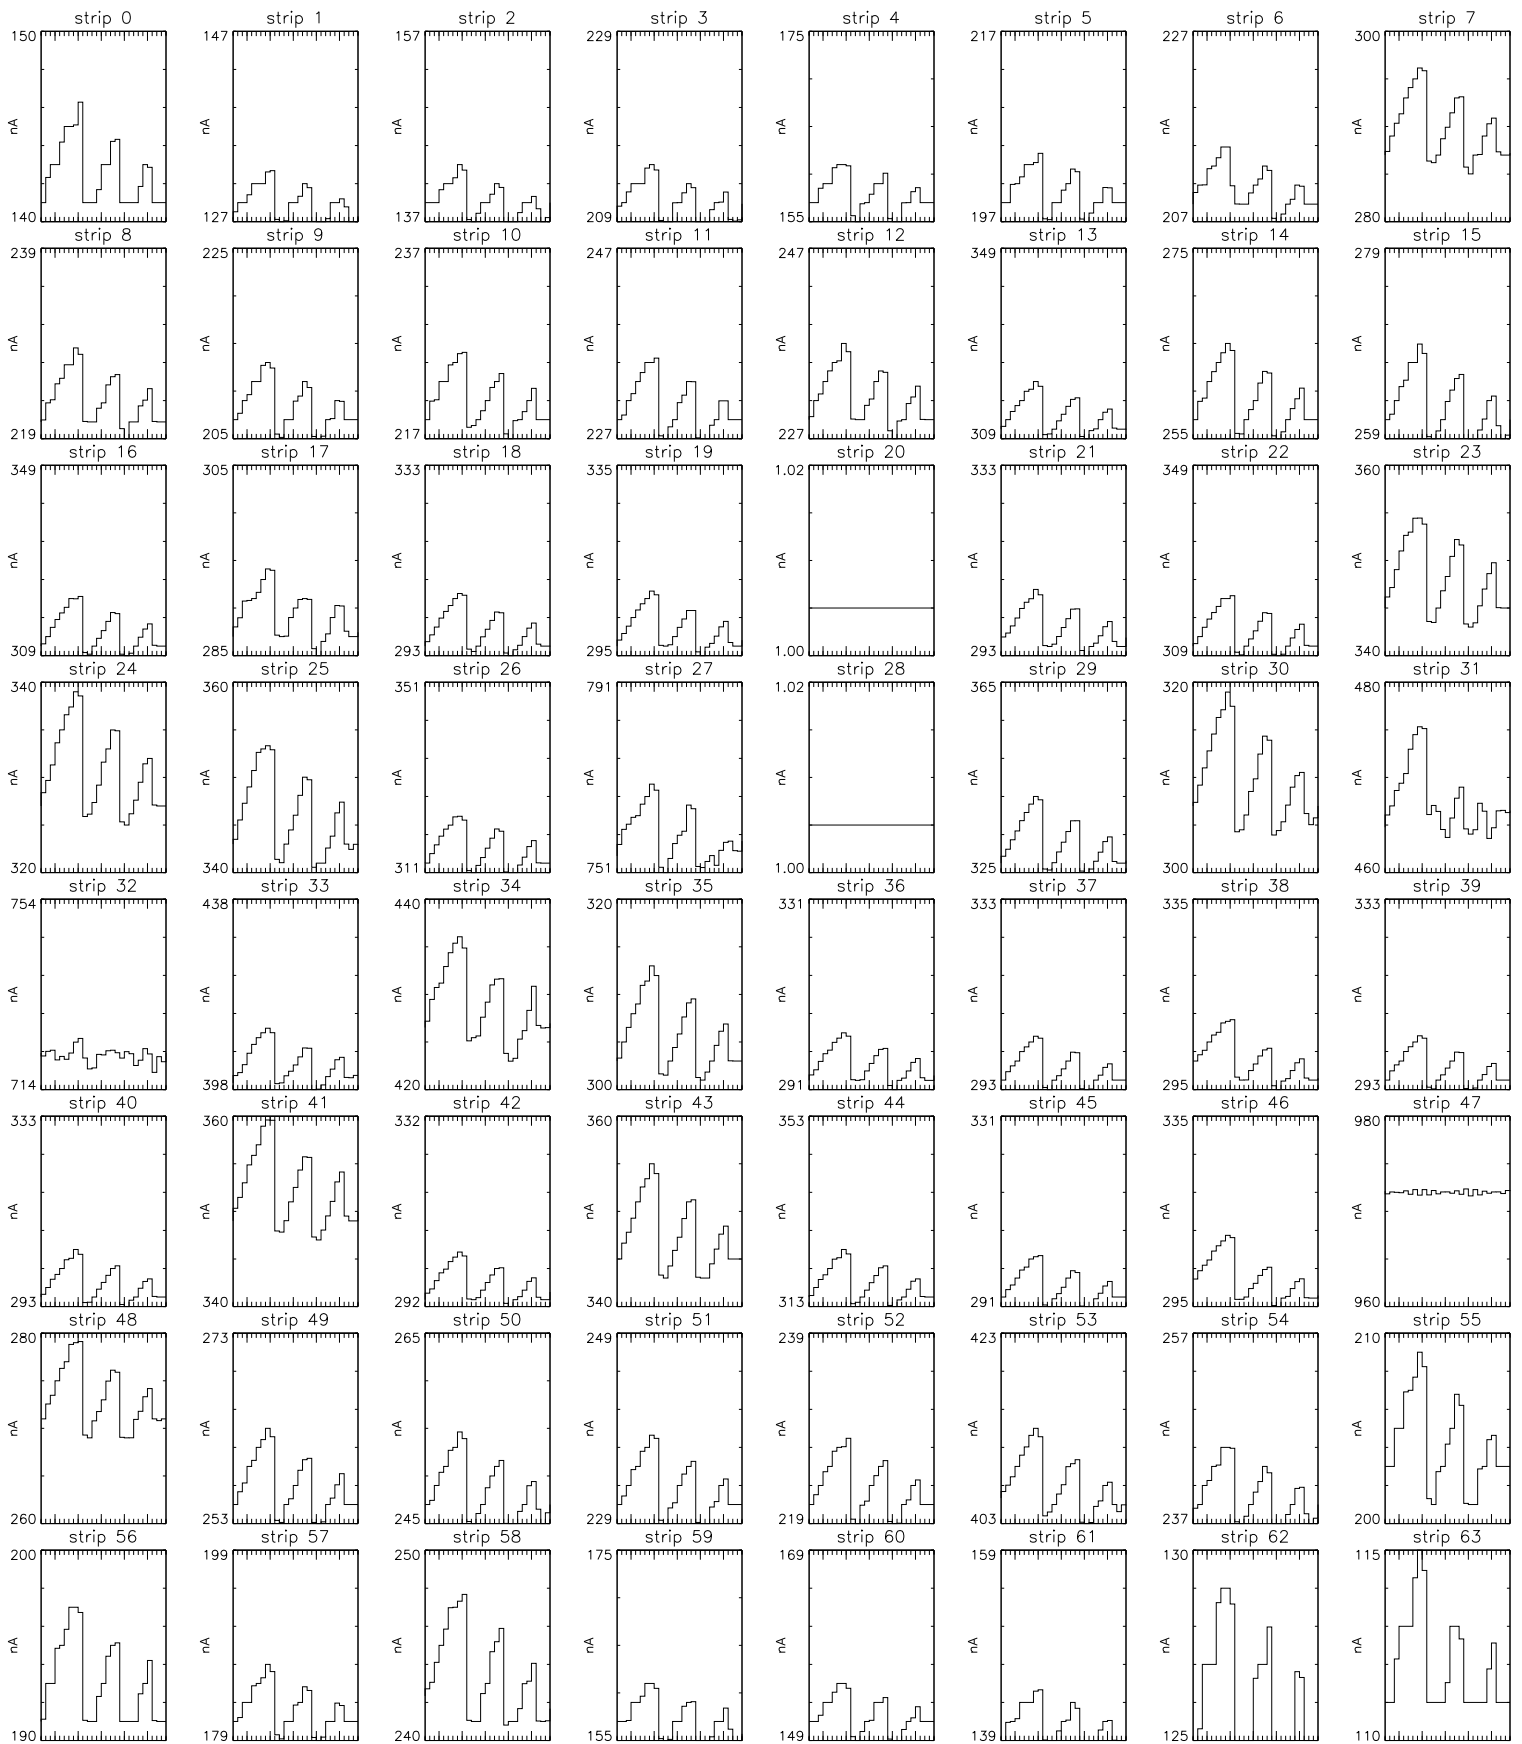 strip 0 strip 1 strip 2 strip 3 strip 4 strip 5 strip 6 strip 7
150 147 157 229 175 217 227 300
nA nA nA nA nA nA nA nA
140 127 137 209 155 197 207 280
strip 8 strip 9 strip 10 strip 11 strip 12 strip 13 strip 14 strip 15
239 225 237 247 247 349 275 279
nA nA nA nA nA nA nA nA
219 205 217 227 227 309 255 259
strip 16 strip 17 strip 18 strip 19 strip 20 strip 21 strip 22 strip 23
349 305 333 335 1.02 333 349 360
nA nA nA nA nA nA nA nA
309 285 293 295 1.00 293 309 340
strip 24 strip 25 strip 26 strip 27 strip 28 strip 29 strip 30 strip 31
340 360 351 791 1.02 365 320 480
nA nA nA nA nA nA nA nA
320 340 311 751 1.00 325 300 460
strip 32 strip 33 strip 34 strip 35 strip 36 strip 37 strip 38 strip 39
754 438 440 320 331 333 335 333
nA nA nA nA nA nA nA nA
714 398 420 300 291 293 295 293
strip 40 strip 41 strip 42 strip 43 strip 44 strip 45 strip 46 strip 47
333 360 332 360 353 331 335 980
nA nA nA nA nA nA nA nA
293 340 292 340 313 291 295 960
strip 48 strip 49 strip 50 strip 51 strip 52 strip 53 strip 54 strip 55
280 273 265 249 239 423 257 210
nA nA nA nA nA nA nA nA
260 253 245 229 219 403 237 200
strip 56 strip 57 strip 58 strip 59 strip 60 strip 61 strip 62 strip 63
200 199 250 175 169 159 130 115
nA nA nA nA nA nA nA nA
190 179 240 155 149 139 125 110